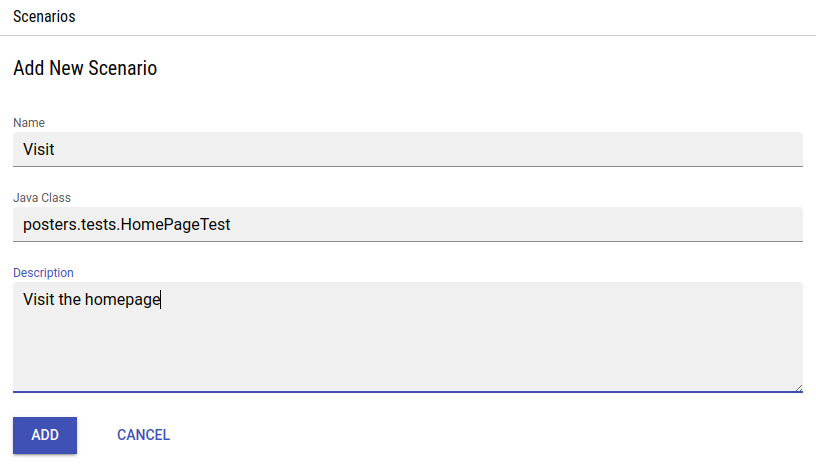 Scenarios
Add New Scenario
Name
Visit
Java Class
posters.tests.HomePageTest
Description
Visit the homepage
ADD CANCEL